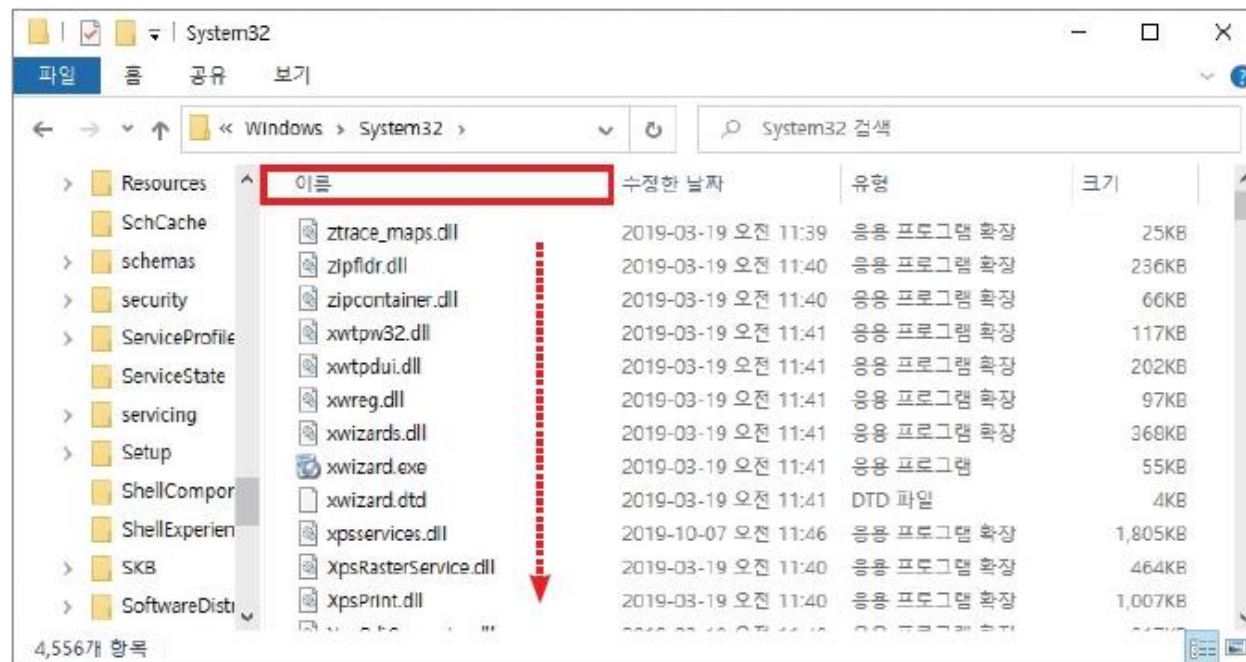 System32
파일 홈 공유 보기
« Windows › System32 › System32 검색
이름 수정한 날짜 유형 크기
Resources
SchCache
schemas
security
ServiceProfile
ServiceState
servicing
Setup
ShellCompor
ShellExperien
SKB
SoftwareDistr
ztrace_maps.dll 2019-03-19 오전 11:39 응용 프로그램 확장 25KB
zipfldr.dll 2019-03-19 오전 11:40 응용 프로그램 확장 236KB
zipcontainer.dll 2019-03-19 오전 11:40 응용 프로그램 확장 66KB
xwtpw32.dll 2019-03-19 오전 11:41 응용 프로그램 확장 117KB
xwtpdui.dll 2019-03-19 오전 11:41 응용 프로그램 확장 202KB
xwreg.dll 2019-03-19 오전 11:41 응용 프로그램 확장 97KB
xwizards.dll 2019-03-19 오전 11:41 응용 프로그램 확장 368KB
xwizard.exe 2019-03-19 오전 11:41 응용 프로그램 55KB
xwizard.dtd 2019-03-19 오전 11:41 DTD 파일 4KB
xpsservices.dll 2019-10-07 오전 11:46 응용 프로그램 확장 1,805KB
XpsRasterService.dll 2019-03-19 오전 11:40 응용 프로그램 확장 464KB
XpsPrint.dll 2019-03-19 오전 11:40 응용 프로그램 확장 1,007KB
4,556개 항목